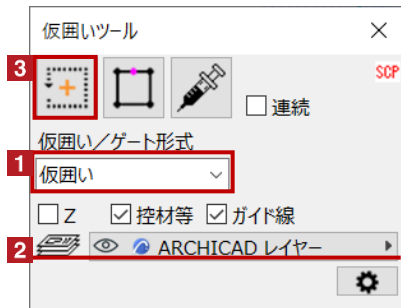 仮囲いツール
3
SCP
連続
仮囲い／ゲート形式
1
仮囲い
Z 控材等 ガイド線
2
ARCHICAD レイヤー